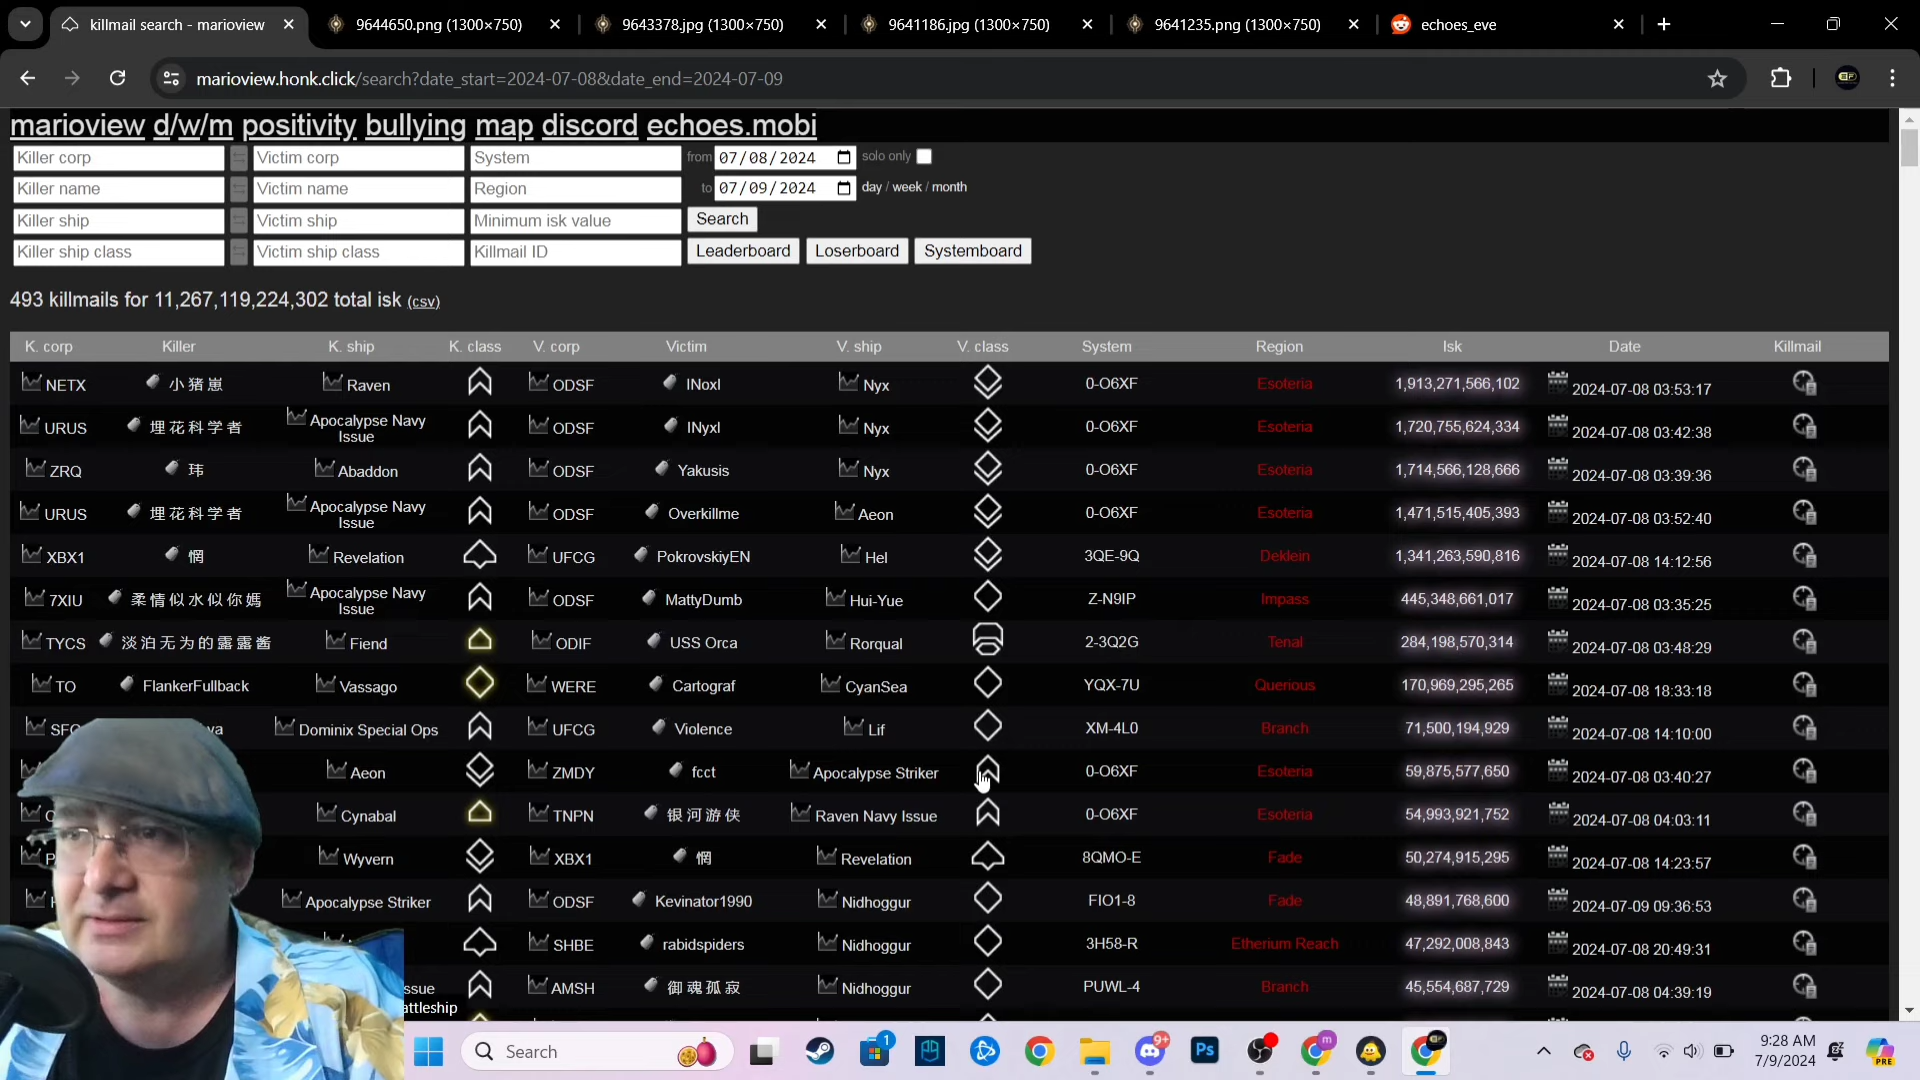 killmail search - marioview
9644650.png (1300×750)
9643378.jpg (1300×750)
9641186.jpg (1300×750)
9641235.png (1300×750)
echoes_eve
marioview.honk.click/search?date_start=2024-07-08&date_end=2024-07-09
marioview d/w/m positivity bullying map discord echoes.mobi
Killer corp Victim corp System from 07/08/2024 solo only
Killer name Victim name Region to 07/09/2024 day / week / month
Killer ship Victim ship Minimum isk value Search
Killer ship class Victim ship class Killmail ID Leaderboard Loserboard Systemboard
493 killmails for 11,267,119,224,302 total isk (csv)
K. corp Killer K. ship K. class V. corp Victim V. ship V. class System Region Isk Date Killmail
NETX 小猪崽 Raven ODSF INoxI Nyx 0-O6XF Esoteria 1,913,271,566,102 2024-07-08 03:53:17
URUS 埋花科学者 Apocalypse Navy Issue ODSF INyxI Nyx 0-O6XF Esoteria 1,720,755,624,334 2024-07-08 03:42:38
ZRQ 玮 Abaddon ODSF Yakusis Nyx 0-O6XF Esoteria 1,714,566,128,666 2024-07-08 03:39:36
URUS 埋花科学者 Apocalypse Navy Issue ODSF Overkillme Aeon 0-O6XF Esoteria 1,471,515,405,393 2024-07-08 03:52:40
XBX1 惘 Revelation UFCG PokrovskiyEN Hel 3QE-9Q Deklein 1,341,263,590,816 2024-07-08 14:12:56
7XIU 柔情似水似你媽 Apocalypse Navy Issue ODSF MattyDumb Hui-Yue Z-N9IP Impass 445,348,661,017 2024-07-08 03:35:25
TYCS 淡泊无为的露露酱 Fiend ODIF USS Orca Rorqual 2-3Q2G Tenal 284,198,570,314 2024-07-08 03:48:29
TO FlankerFullback Vassago WERE Cartograf CyanSea YQX-7U Querious 170,969,295,265 2024-07-08 18:33:18
Dominix Special Ops UFCG Violence Lif XM-4L0 Branch 71,500,194,929 2024-07-08 14:10:00
Aeon ZMDY fcct Apocalypse Striker 0-O6XF Esoteria 59,875,577,650 2024-07-08 03:40:27
Cynabal TNPN 银河游侠 Raven Navy Issue 0-O6XF Esoteria 54,993,921,752 2024-07-08 04:03:11
Wyvern XBX1 惘 Revelation 8QMO-E Fade 50,274,915,295 2024-07-08 14:23:57
Apocalypse Striker ODSF Kevinator1990 Nidhoggur FIO1-8 Fade 48,891,768,600 2024-07-09 09:36:53
SHBE rabidspiders Nidhoggur 3H58-R Etherium Reach 47,292,008,843 2024-07-08 20:49:31
ssue AMSH 御魂孤寂 Nidhoggur PUWL-4 Branch 45,554,687,729 2024-07-08 04:39:19
attleship
Search
1
9+
Ps
m
PRE
9:28 AM
7/9/2024